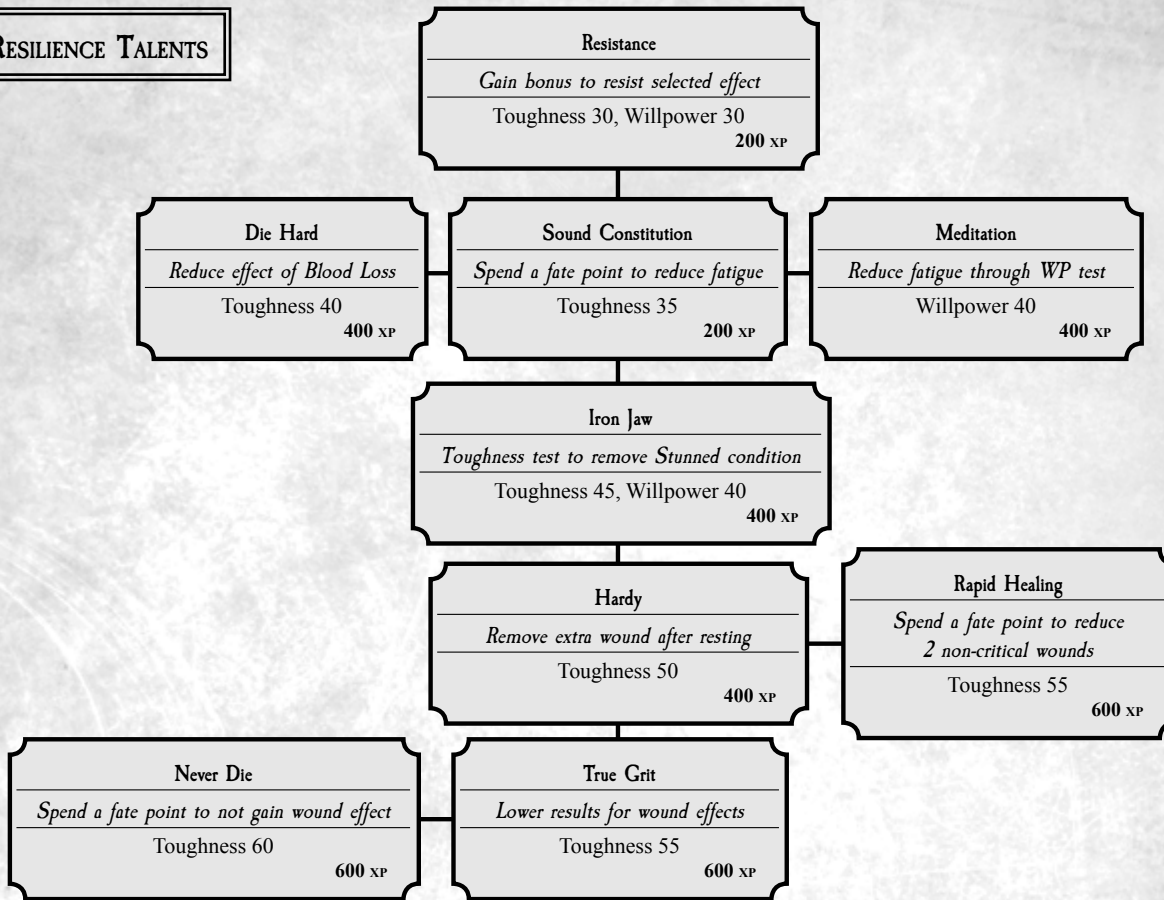 RESILIENCE TALENTS
Resistance
Gain bonus to resist selected effect
Toughness 30, Willpower 30
200 XP
Die Hard
Reduce effect of Blood Loss
Toughness 40
400 XP
Sound Constitution
Spend a fate point to reduce fatigue
Toughness 35
200 XP
Meditation
Reduce fatigue through WP test
Willpower 40
400 XP
Iron Jaw
Toughness test to remove Stunned condition
Toughness 45, Willpower 40
400 XP
Hardy
Remove extra wound after resting
Toughness 50
400 XP
Rapid Healing
Spend a fate point to reduce
2 non-critical wounds
Toughness 55
600 XP
Never Die
Spend a fate point to not gain wound effect
Toughness 60
600 XP
True Grit
Lower results for wound effects
Toughness 55
600 XP